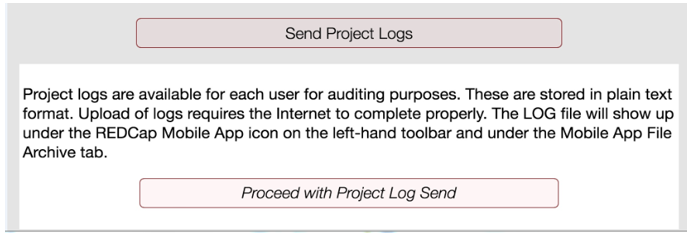 Send Project Logs
Project logs are available for each user for auditing purposes. These are stored in plain text
format. Upload of logs requires the Internet to complete properly. The LOG file will show up
under the REDCap Mobile App icon on the left-hand toolbar and under the Mobile App File
Archive tab.
Proceed with Project Log Send